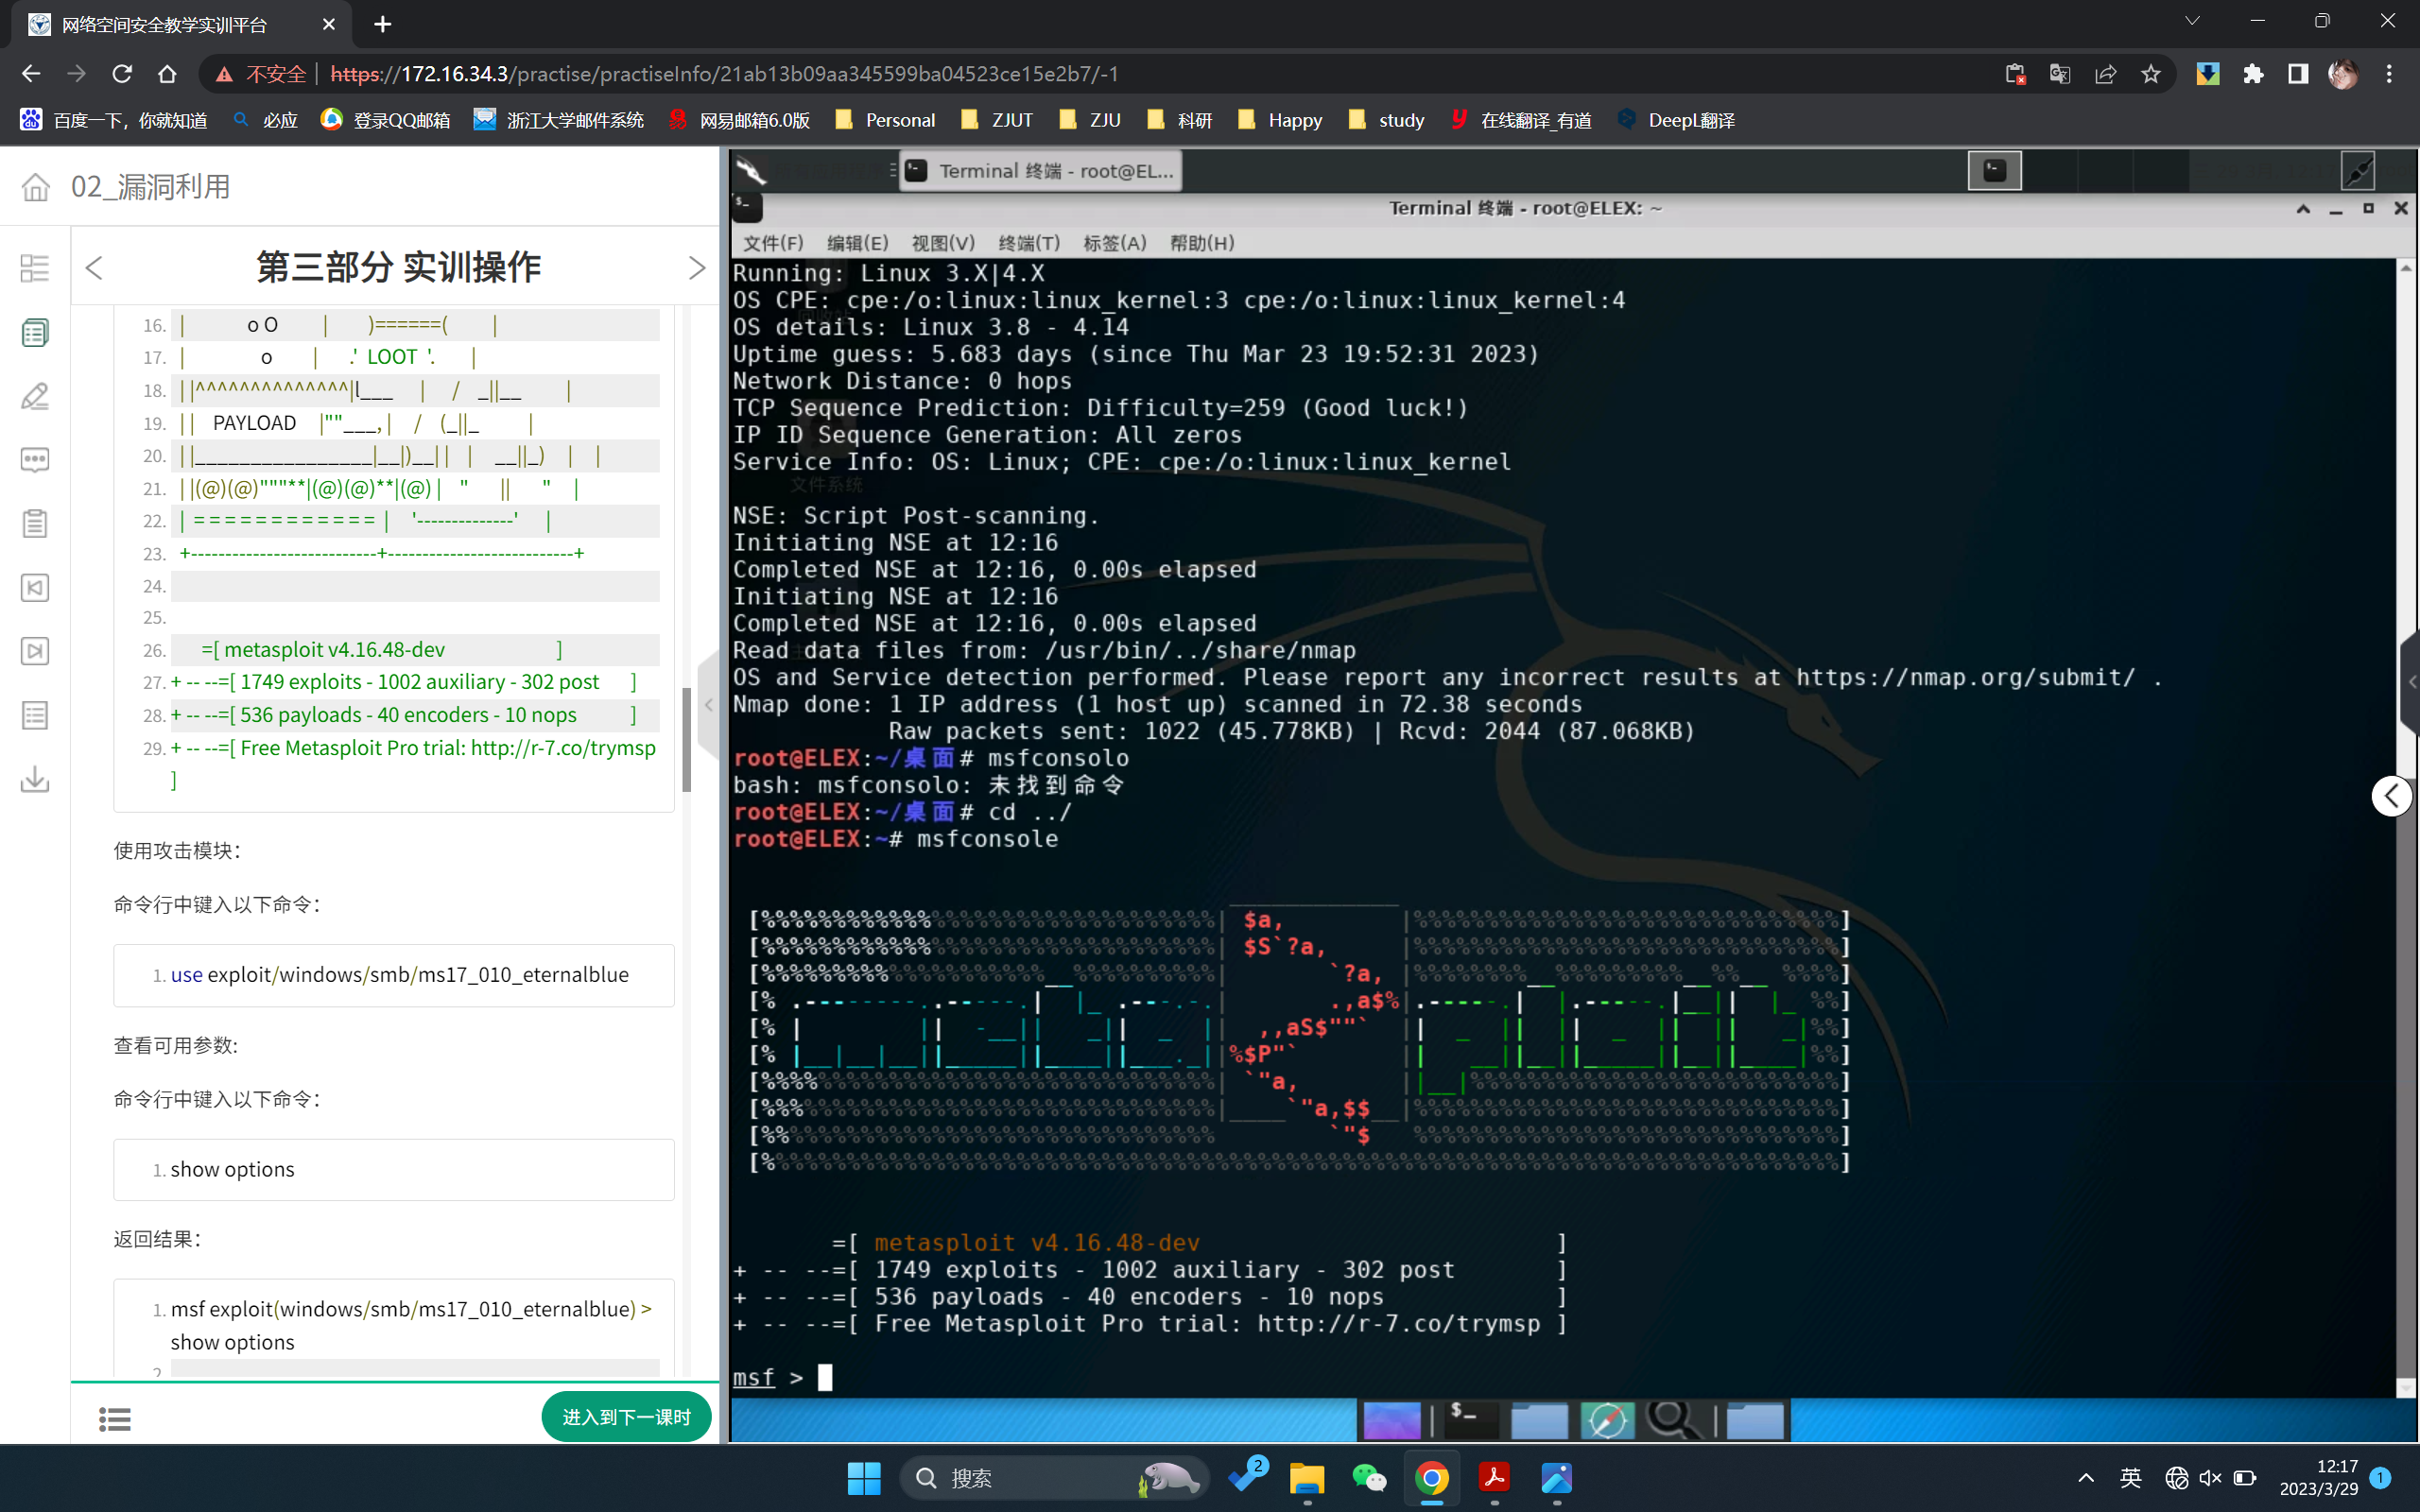 网络空间安全教学实训平台
不安全 | https://172.16.34.3/practise/practiseInfo/21ab13b09aa345599ba04523ce15e2b7/-1
百度一下，你就知道 必应 登录QQ邮箱 浙江大学邮件系统 网易邮箱6.0版 Personal ZJUT ZJU 科研 Happy study 在线翻译_有道 DeepL翻译
02_漏洞利用
第三部分 实训操作
16. | o O | )======( |
17. | o | .' LOOT '. |
18. | |^^^^^^^^^^^^^^|l___ | / _||__ |
19. | | PAYLOAD |""___, | / (_||_ |
20. | |________________|__|)__| | | __||_) | |
21. | |(@)(@)"""**|(@)(@)**|(@) | " || " |
22. | = = = = = = = = = = = = | '--------------' |
23. +---------------------------+---------------------------+
24.
25.
26. =[ metasploit v4.16.48-dev ]
27. + -- --=[ 1749 exploits - 1002 auxiliary - 302 post ]
28. + -- --=[ 536 payloads - 40 encoders - 10 nops ]
29. + -- --=[ Free Metasploit Pro trial: http://r-7.co/trymsp
]
使用攻击模块：
命令行中键入以下命令：
1. use exploit/windows/smb/ms17_010_eternalblue
查看可用参数:
命令行中键入以下命令：
1. show options
返回结果：
1. msf exploit(windows/smb/ms17_010_eternalblue) >
show options
2
进入到下一课时
Terminal 终端 - root@EL...
Terminal 终端 - root@ELEX: ~
文件(F) 编辑(E) 视图(V) 终端(T) 标签(A) 帮助(H)
Running: Linux 3.X|4.X
OS CPE: cpe:/o:linux:linux_kernel:3 cpe:/o:linux:linux_kernel:4
OS details: Linux 3.8 - 4.14
Uptime guess: 5.683 days (since Thu Mar 23 19:52:31 2023)
Network Distance: 0 hops
TCP Sequence Prediction: Difficulty=259 (Good luck!)
IP ID Sequence Generation: All zeros
Service Info: OS: Linux; CPE: cpe:/o:linux:linux_kernel
文件系统
NSE: Script Post-scanning.
Initiating NSE at 12:16
Completed NSE at 12:16, 0.00s elapsed
Initiating NSE at 12:16
Completed NSE at 12:16, 0.00s elapsed
Read data files from: /usr/bin/../share/nmap
OS and Service detection performed. Please report any incorrect results at https://nmap.org/submit/ .
Nmap done: 1 IP address (1 host up) scanned in 72.38 seconds
Raw packets sent: 1022 (45.778KB) | Rcvd: 2044 (87.068KB)
root@ELEX:~/桌面# msfconsolo
bash: msfconsolo: 未找到命令
root@ELEX:~/桌面# cd ../
root@ELEX:~# msfconsole
=[ metasploit v4.16.48-dev ]
+ -- --=[ 1749 exploits - 1002 auxiliary - 302 post ]
+ -- --=[ 536 payloads - 40 encoders - 10 nops ]
+ -- --=[ Free Metasploit Pro trial: http://r-7.co/trymsp ]
msf >
搜索
2
英
12:17
2023/3/29
1